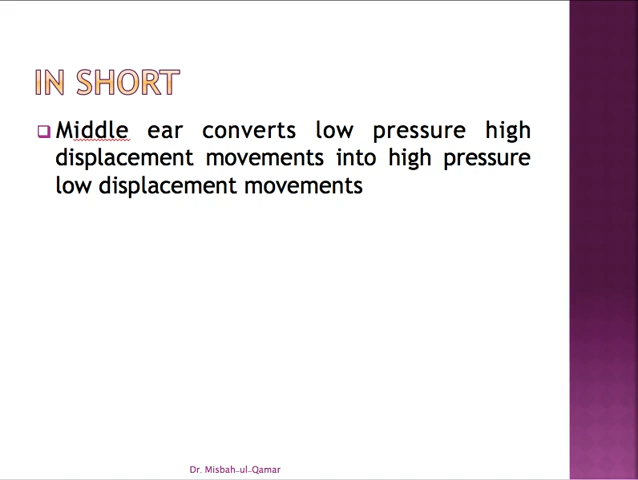 IN SHORT
Middle ear converts low pressure high
displacement movements into high pressure
low displacement movements
Dr. Misbah-ul-Qamar